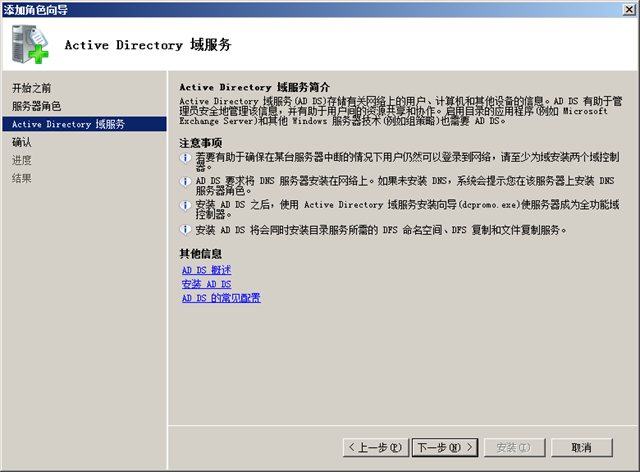 添加角色向导
Active Directory 域服务
开始之前
服务器角色
Active Directory 域服务
确认
进度
结果
Active Directory 域服务简介
Active Directory 域服务(AD DS)存储有关网络上的用户、计算机和其他设备的信息。AD DS 有助于管
理员安全地管理该信息，并有助于用户间的资源共享和协作。启用目录的应用程序(例如 Microsoft
Exchange Server)和其他 Windows 服务器技术(例如组策略)也需要 AD DS。
注意事项
若要有助于确保在某台服务器中断的情况下用户仍然可以登录到网络，请至少为域安装两个域控制
器。
AD DS 要求将 DNS 服务器安装在网络上。如果未安装 DNS，系统会提示您在该服务器上安装 DNS
服务器角色。
安装 AD DS 之后，使用 Active Directory 域服务安装向导(dcpromo.exe)使服务器成为全功能域
控制器。
安装 AD DS 将会同时安装目录服务所需的 DFS 命名空间、DFS 复制和文件复制服务。
其他信息
AD DS 概述
安装 AD DS
AD DS 的常见配置
< 上一步(P) 下一步(N) > 安装(I) 取消